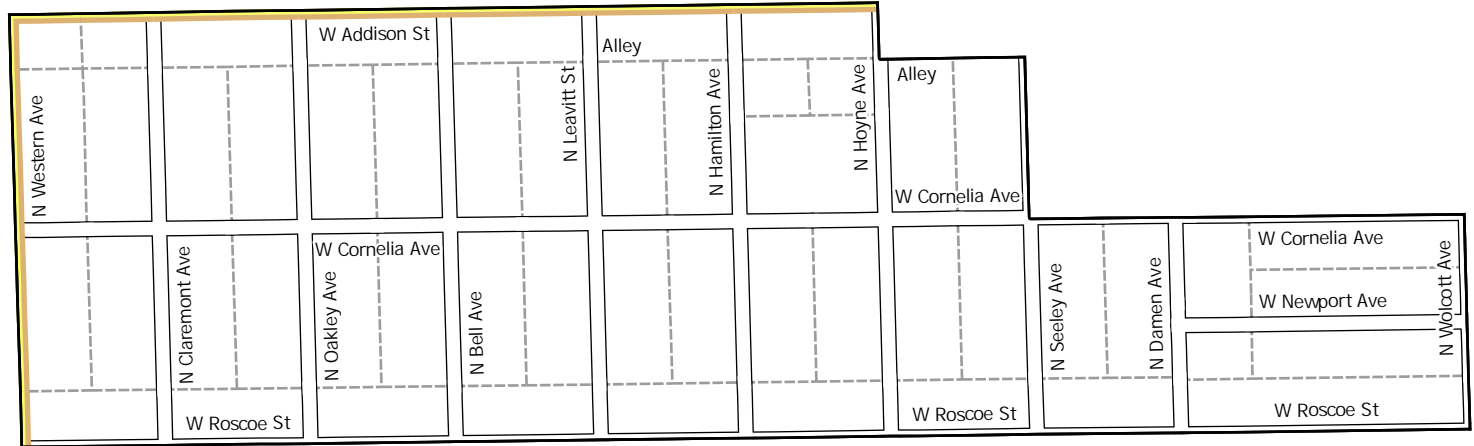 W Addison St
Alley
Alley
N Western Ave
N Leavitt St
N Hamilton Ave
N Hoyne Ave
W Cornelia Ave
W Cornelia Ave
W Cornelia Ave
N Claremont Ave
N Oakley Ave
N Bell Ave
N Seeley Ave
N Damen Ave
N Wolcott Ave
W Newport Ave
W Roscoe St
W Roscoe St
W Roscoe St